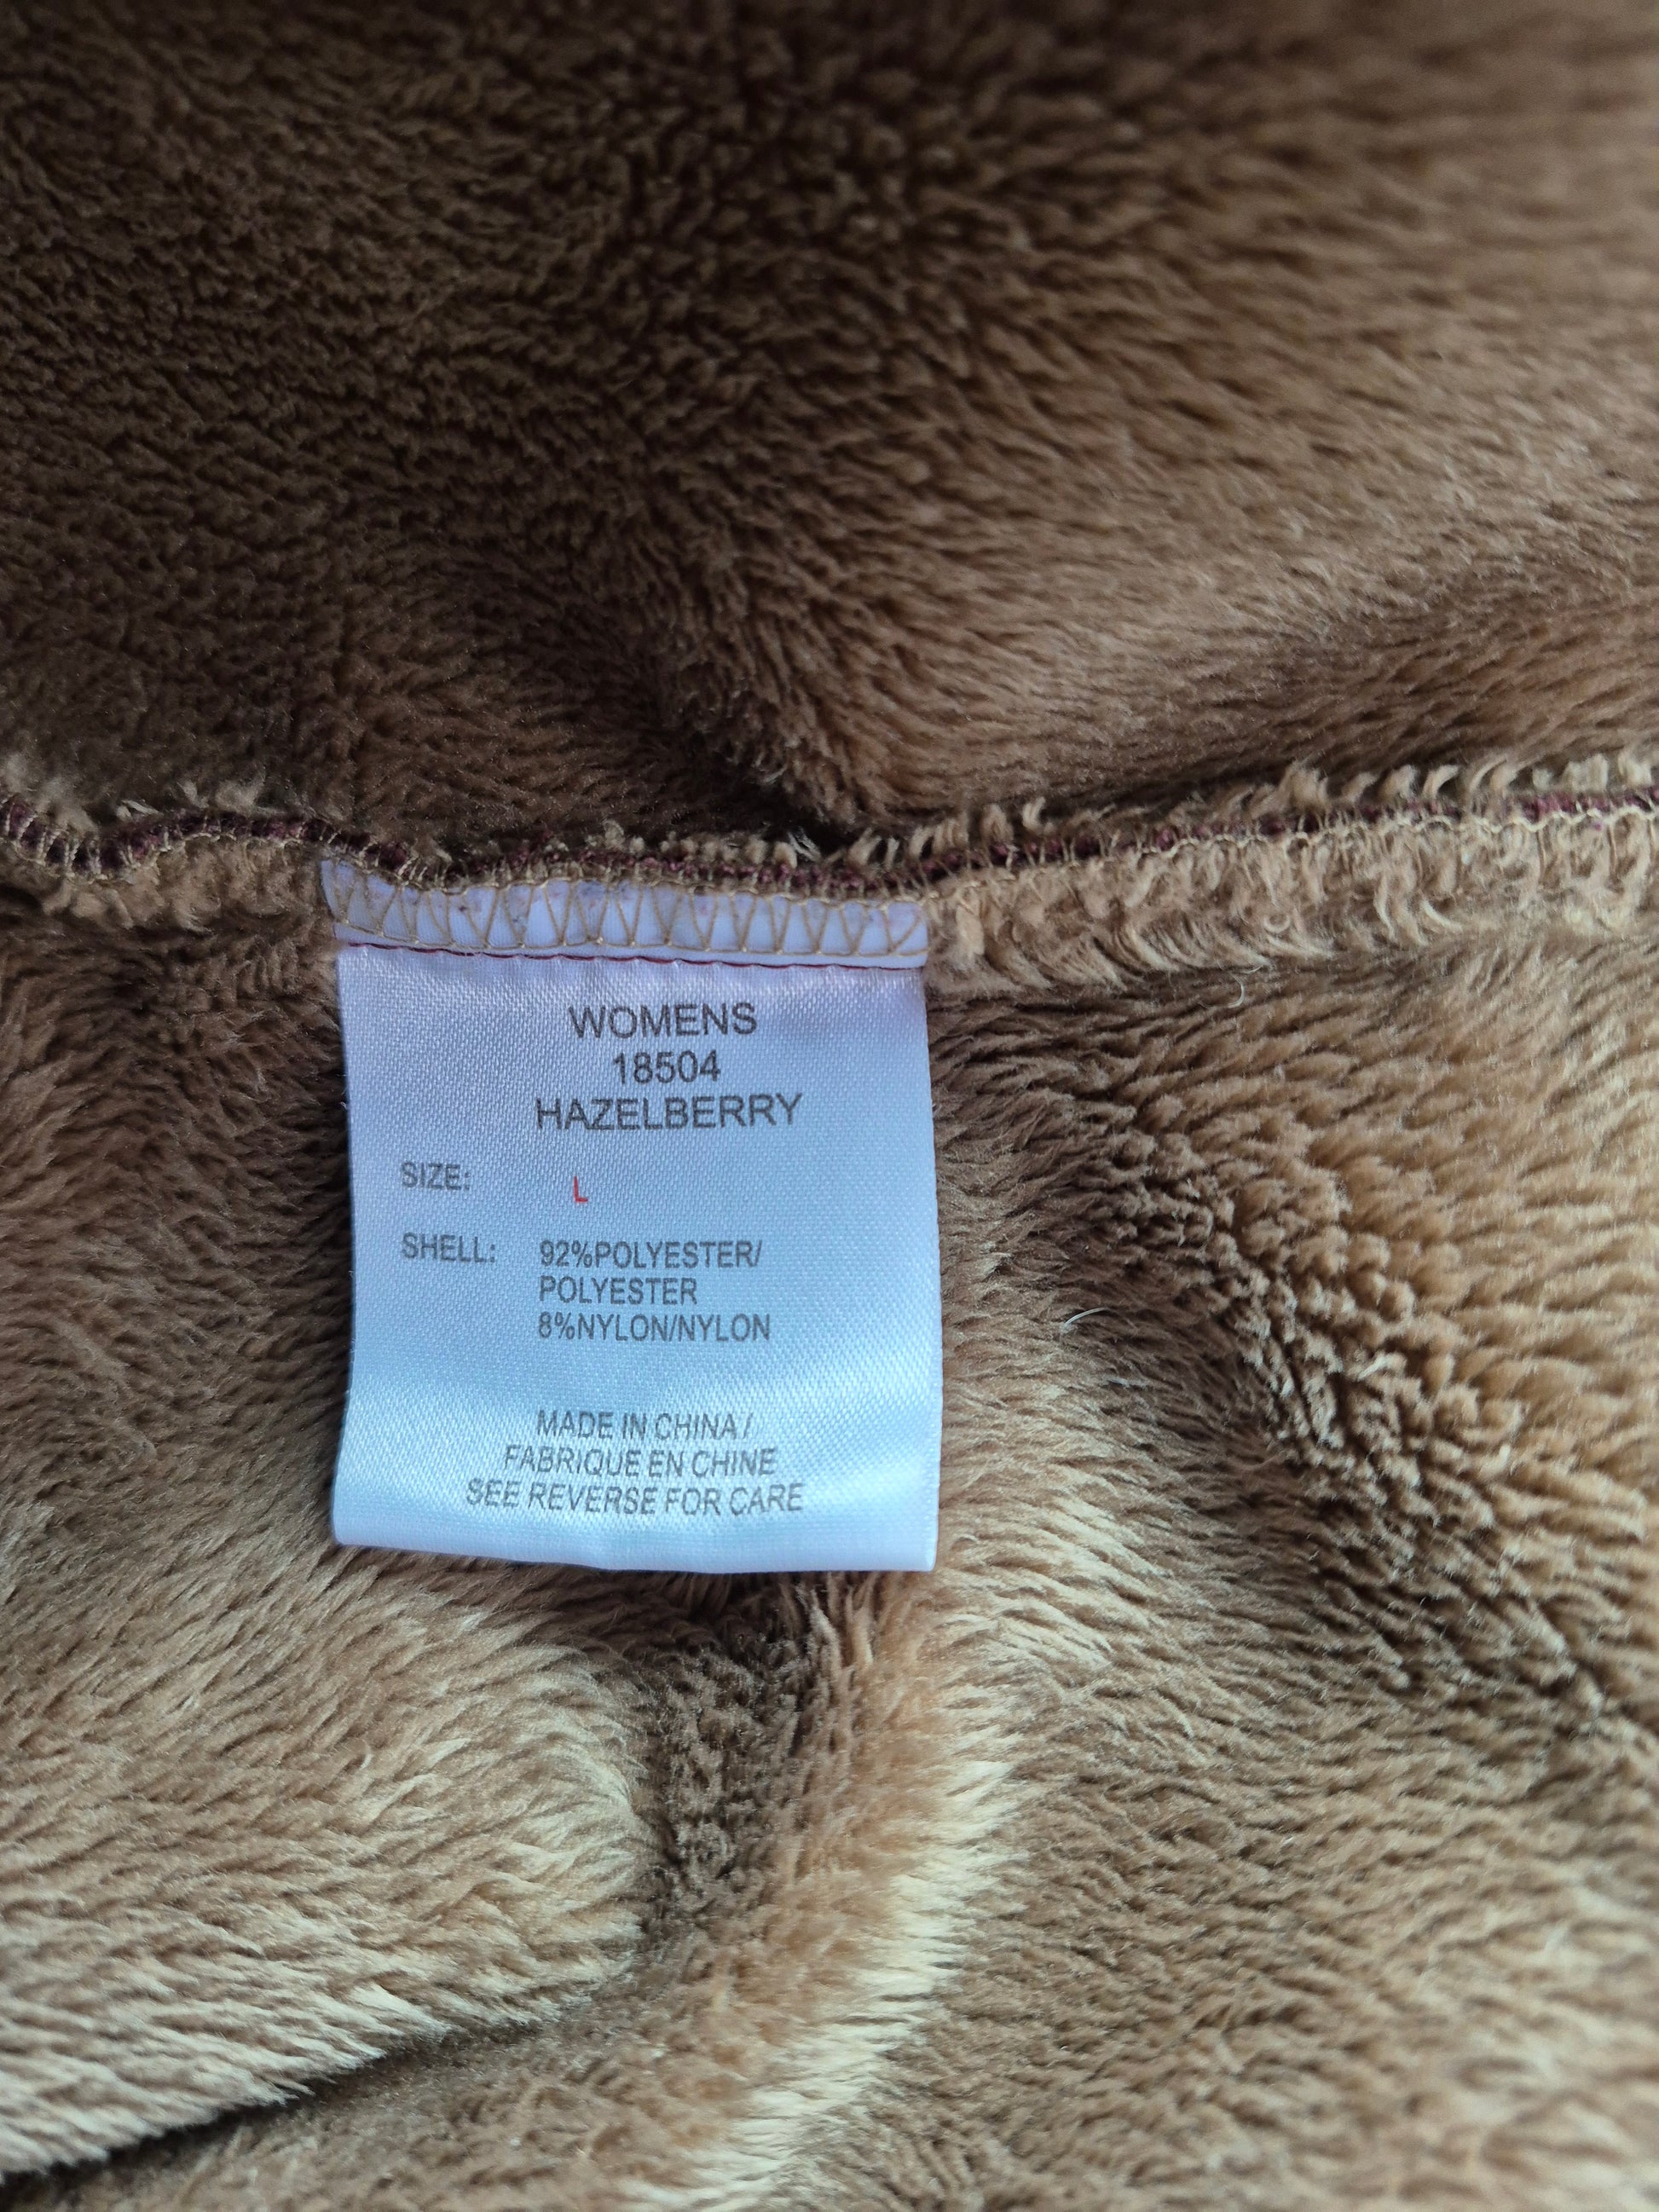 WOMENS
18504
HAZELBERRY
SIZE: L
SHELL: 92%POLYESTER/
POLYESTER
8%NYLON/NYLON
MADE IN CHINA /
FABRIQUE EN CHINE
SEE REVERSE FOR CARE